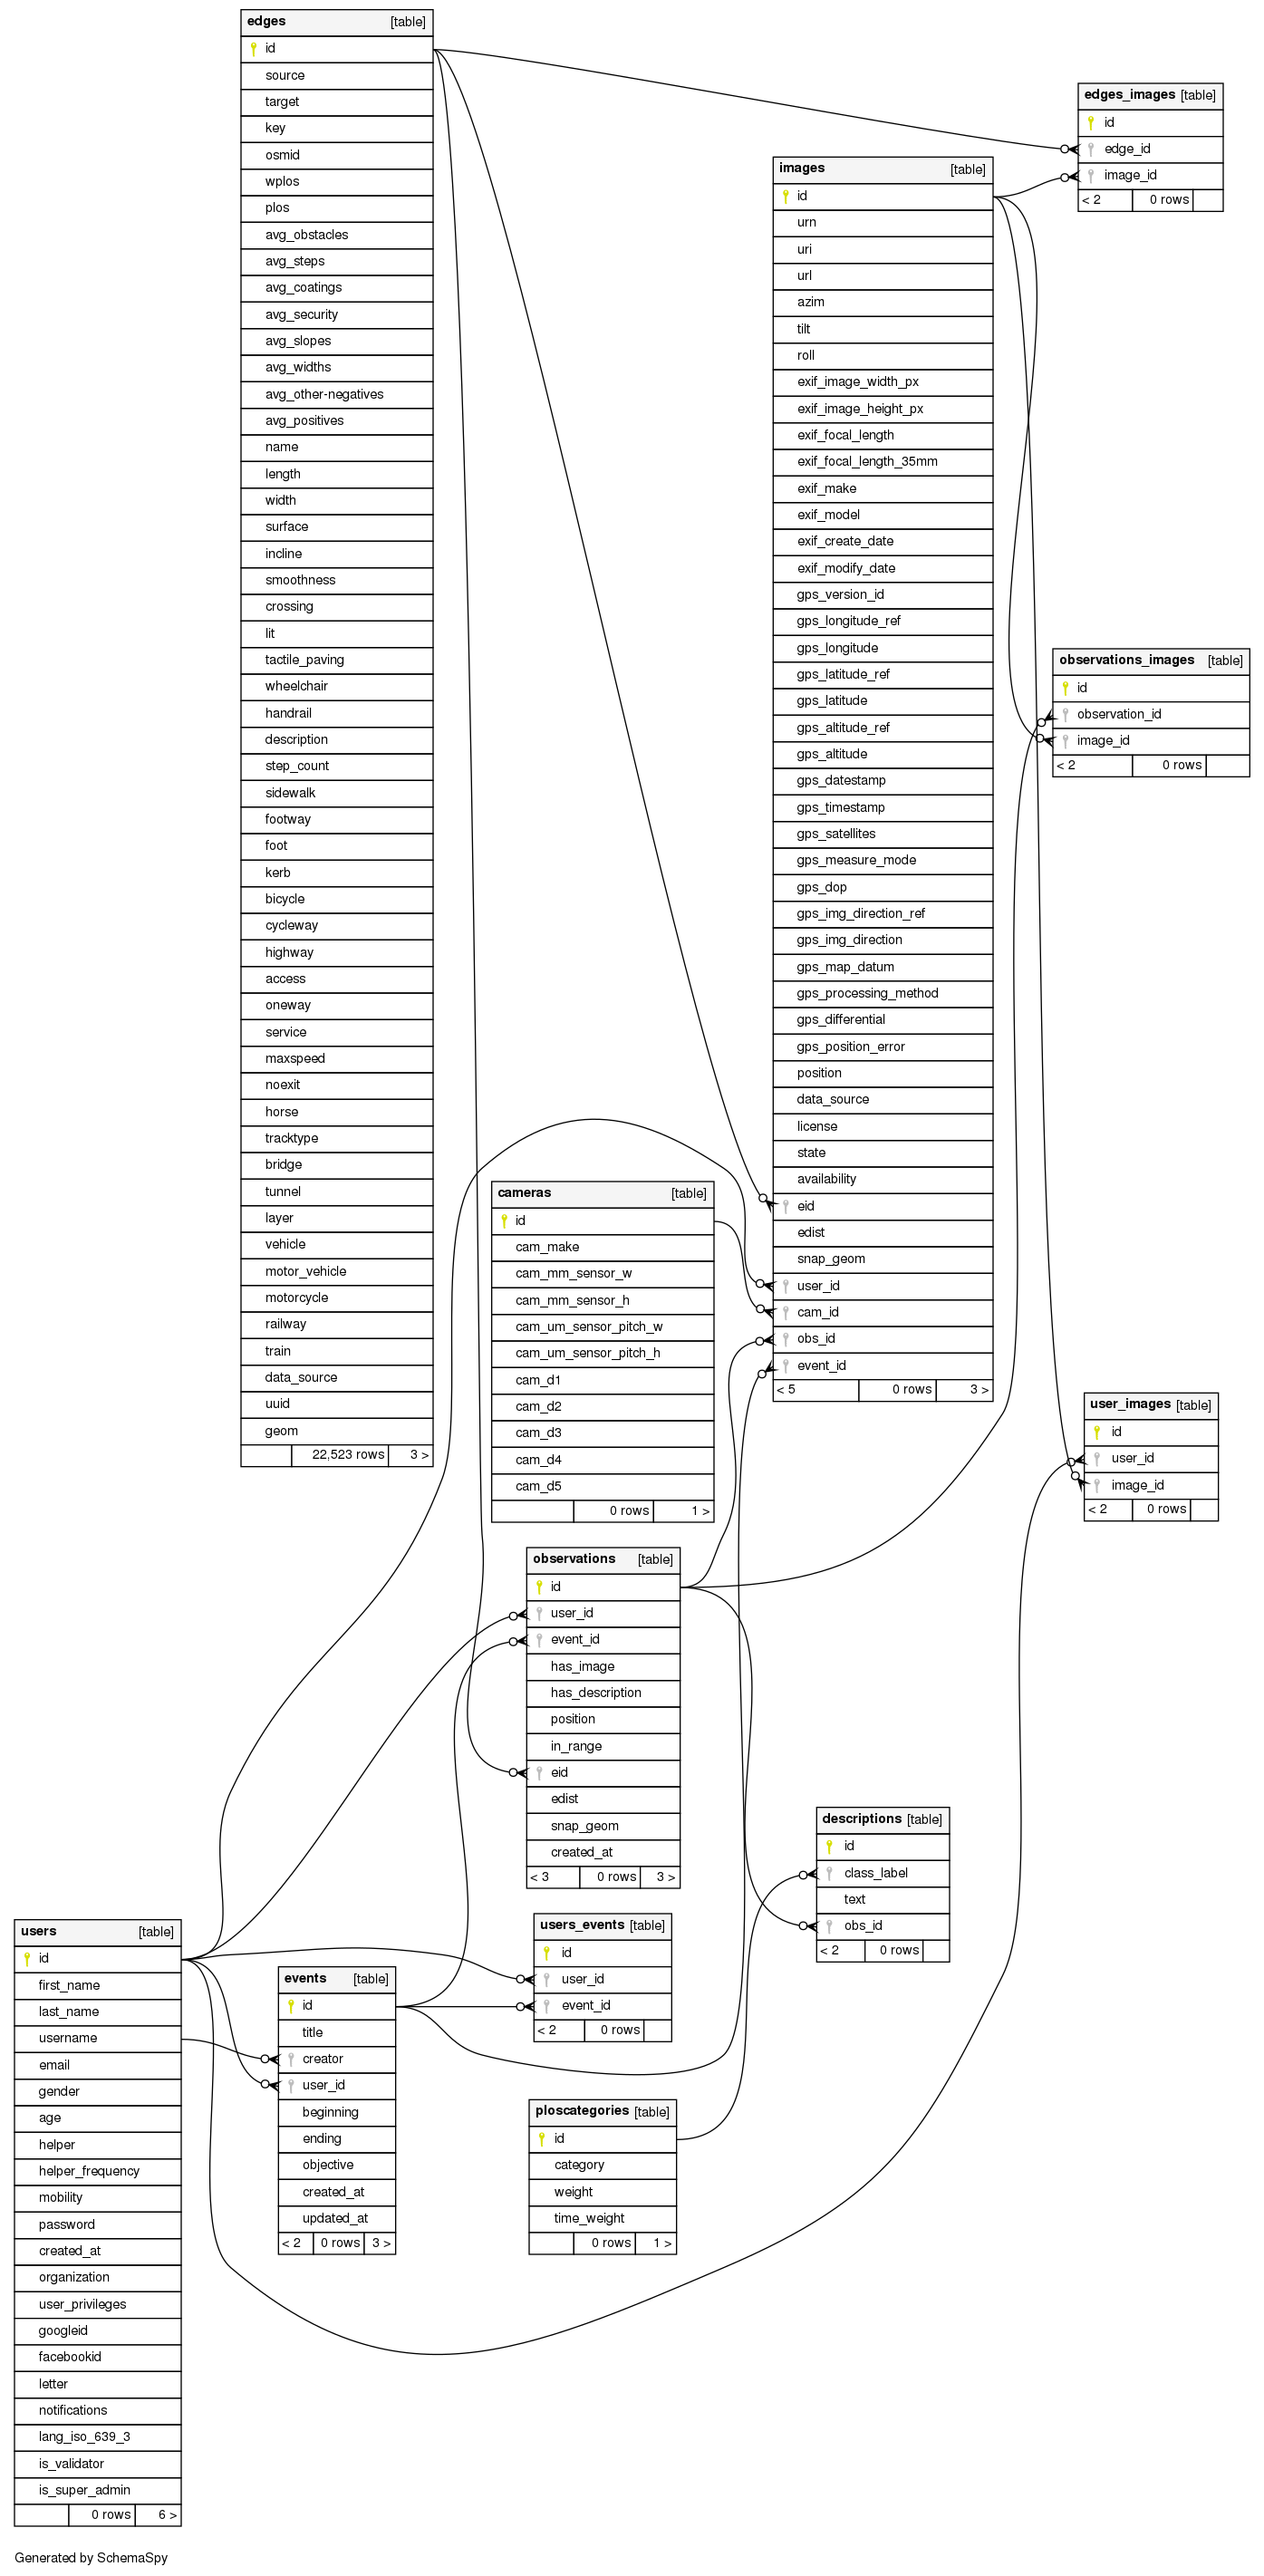 edges [table]
id
source
target
key
osmid
wplos
plos
avg_obstacles
avg_steps
avg_coatings
avg_security
avg_slopes
avg_widths
avg_other-negatives
avg_positives
name
length
width
surface
incline
smoothness
crossing
lit
tactile_paving
wheelchair
handrail
description
step_count
sidewalk
footway
foot
kerb
bicycle
cycleway
highway
access
oneway
service
maxspeed
noexit
horse
tracktype
bridge
tunnel
layer
vehicle
motor_vehicle
motorcycle
railway
train
data_source
uuid
geom
22,523 rows 3 >
edges_images [table]
id
edge_id
image_id
< 2 0 rows
images [table]
id
urn
uri
url
azim
tilt
roll
exif_image_width_px
exif_image_height_px
exif_focal_length
exif_focal_length_35mm
exif_make
exif_model
exif_create_date
exif_modify_date
gps_version_id
gps_longitude_ref
gps_longitude
gps_latitude_ref
gps_latitude
gps_altitude_ref
gps_altitude
gps_datestamp
gps_timestamp
gps_satellites
gps_measure_mode
gps_dop
gps_img_direction_ref
gps_img_direction
gps_map_datum
gps_processing_method
gps_differential
gps_position_error
position
data_source
license
state
availability
eid
edist
snap_geom
user_id
cam_id
obs_id
event_id
< 5 0 rows 3 >
observations_images [table]
id
observation_id
image_id
< 2 0 rows
cameras [table]
id
cam_make
cam_mm_sensor_w
cam_mm_sensor_h
cam_um_sensor_pitch_w
cam_um_sensor_pitch_h
cam_d1
cam_d2
cam_d3
cam_d4
cam_d5
0 rows 1 >
user_images [table]
id
user_id
image_id
< 2 0 rows
observations [table]
id
user_id
event_id
has_image
has_description
position
in_range
eid
edist
snap_geom
created_at
< 3 0 rows 3 >
descriptions [table]
id
class_label
text
obs_id
< 2 0 rows
users_events [table]
id
user_id
event_id
< 2 0 rows
users [table]
id
first_name
last_name
username
email
gender
age
helper
helper_frequency
mobility
password
created_at
organization
user_privileges
googleid
facebookid
letter
notifications
lang_iso_639_3
is_validator
is_super_admin
0 rows 6 >
events [table]
id
title
creator
user_id
beginning
ending
objective
created_at
updated_at
< 2 0 rows 3 >
ploscategories [table]
id
category
weight
time_weight
0 rows 1 >
Generated by SchemaSpy